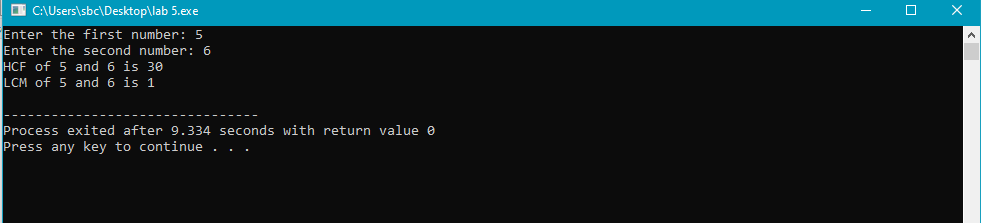 C:\Users\sbc\Desktop\lab 5.exe
Enter the first number: 5
Enter the second number: 6
HCF of 5 and 6 is 30
LCM of 5 and 6 is 1
--------------------------------
Process exited after 9.334 seconds with return value 0
Press any key to continue . . .